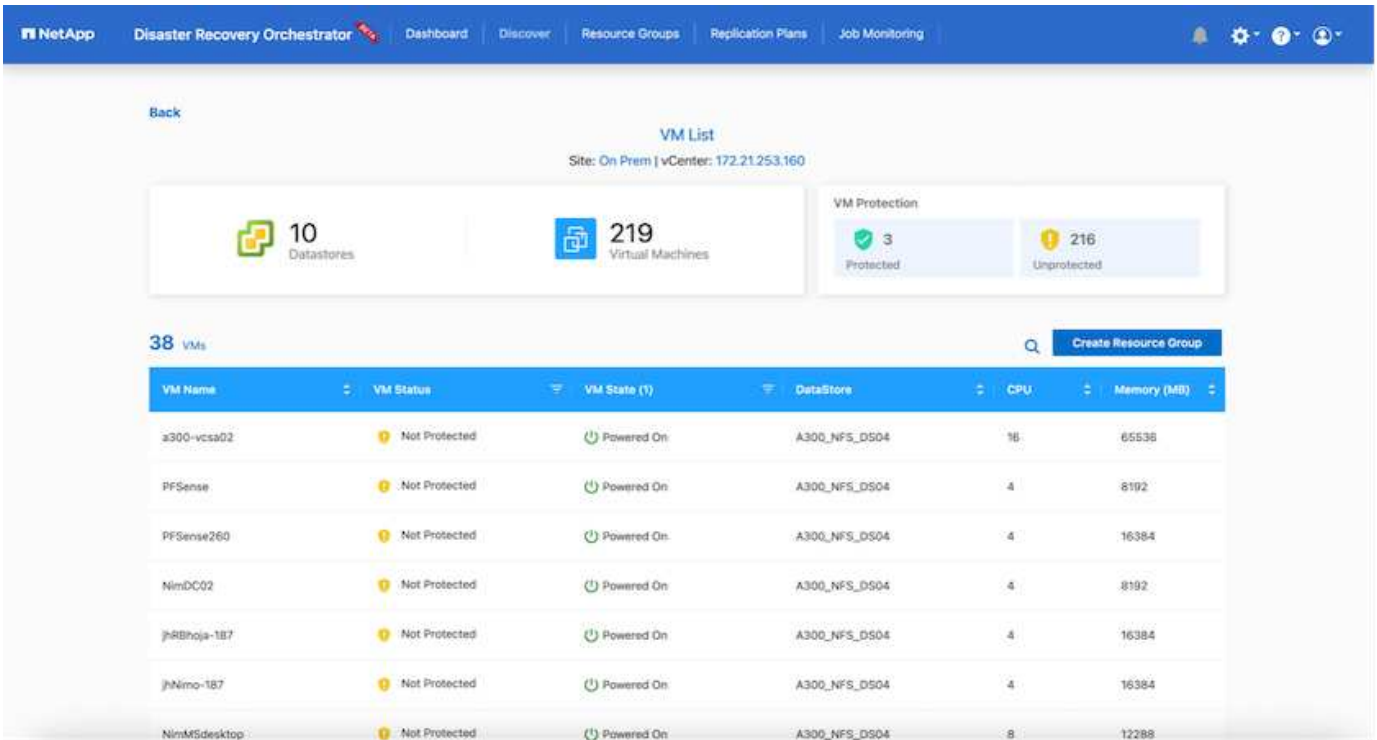 NetApp Disaster Recovery Orchestrator Dashboard Discover Resource Groups Replication Plans Job Monitoring
Back
VM List
Site: On Prem | vCenter: 172.21.253.160
VM Protection
10 Datastores
219 Virtual Machines
3 Protected
216 Unprotected
38 VMs Create Resource Group
VM Name VM Status VM State (1) DataStore CPU Memory (MB)
a300-vcsa02 Not Protected Powered On A300_NFS_DS04 16 65536
PFSense Not Protected Powered On A300_NFS_DS04 4 8192
PFSense260 Not Protected Powered On A300_NFS_DS04 4 16384
NimDC02 Not Protected Powered On A300_NFS_DS04 4 8192
jhRBhoja-187 Not Protected Powered On A300_NFS_DS04 4 16384
jhNimo-187 Not Protected Powered On A300_NFS_DS04 4 16384
NimMSdesktop Not Protected Powered On A300_NFS_DS04 8 12288